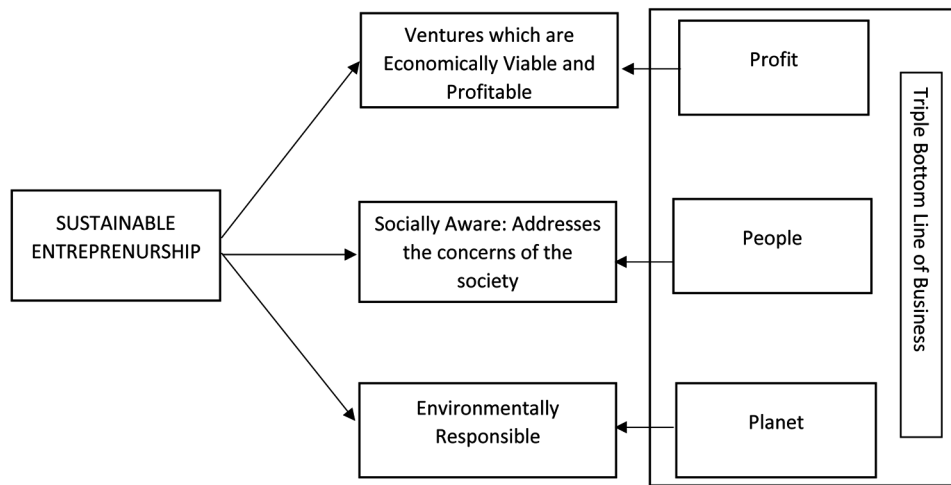 Ventures which are
Economically Viable and
Profitable
Profit
SUSTAINABLE
ENTREPRENURSHIP
Socially Aware: Addresses
the concerns of the
society
People
Environmentally
Responsible
Planet
Triple Bottom Line of Business